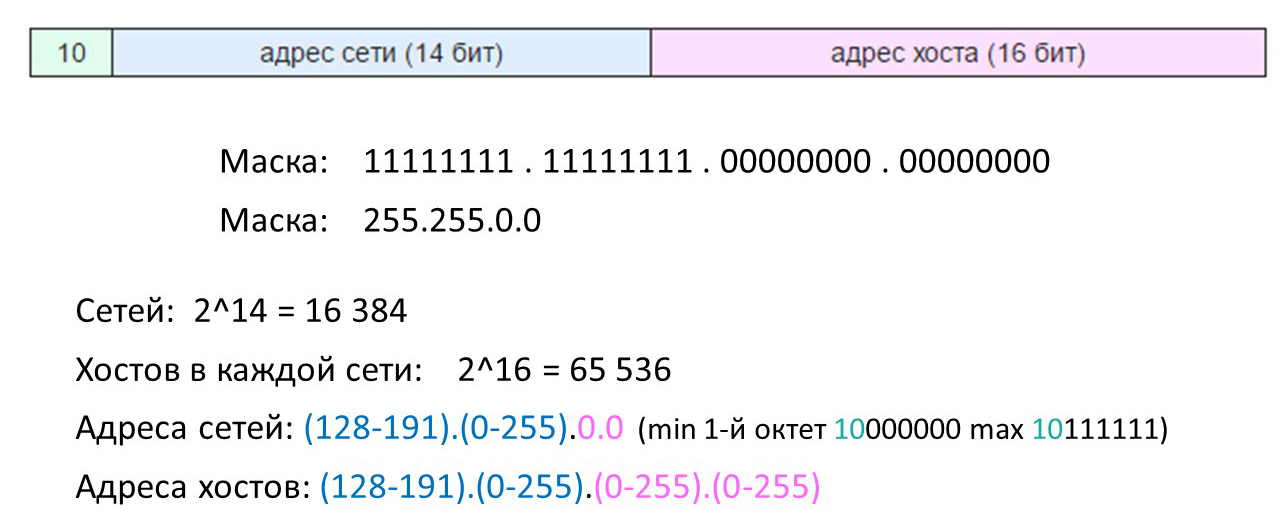 10 адрес сети (14 бит) адрес хоста (16 бит)
Маска: 11111111 . 11111111 . 00000000 . 00000000
Маска: 255.255.0.0
Сетей: 2^14 = 16 384
Хостов в каждой сети: 2^16 = 65 536
Адреса сетей: (128-191).(0-255).0.0 (min 1-й октет 10000000 max 10111111)
Адреса хостов: (128-191).(0-255).(0-255).(0-255)